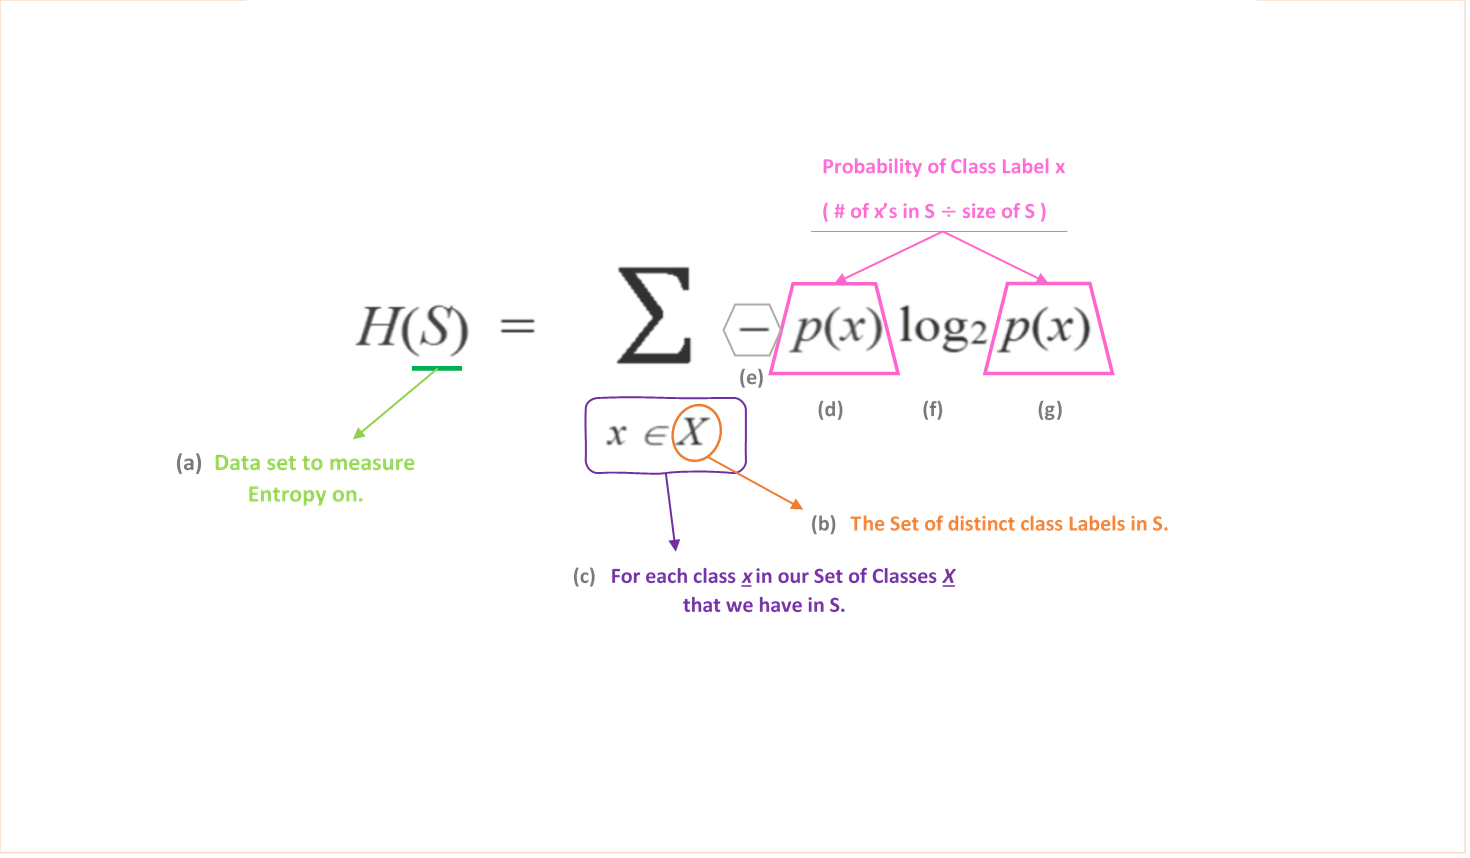 Probability of Class Label x
( # of x's in S ÷ size of S )
H(S) = ∑ − p(x) log₂ p(x)
(e)
(d) (f) (g)
x ∈ X
(a) Data set to measure
Entropy on.
(b) The Set of distinct class Labels in S.
(c) For each class x in our Set of Classes X
that we have in S.